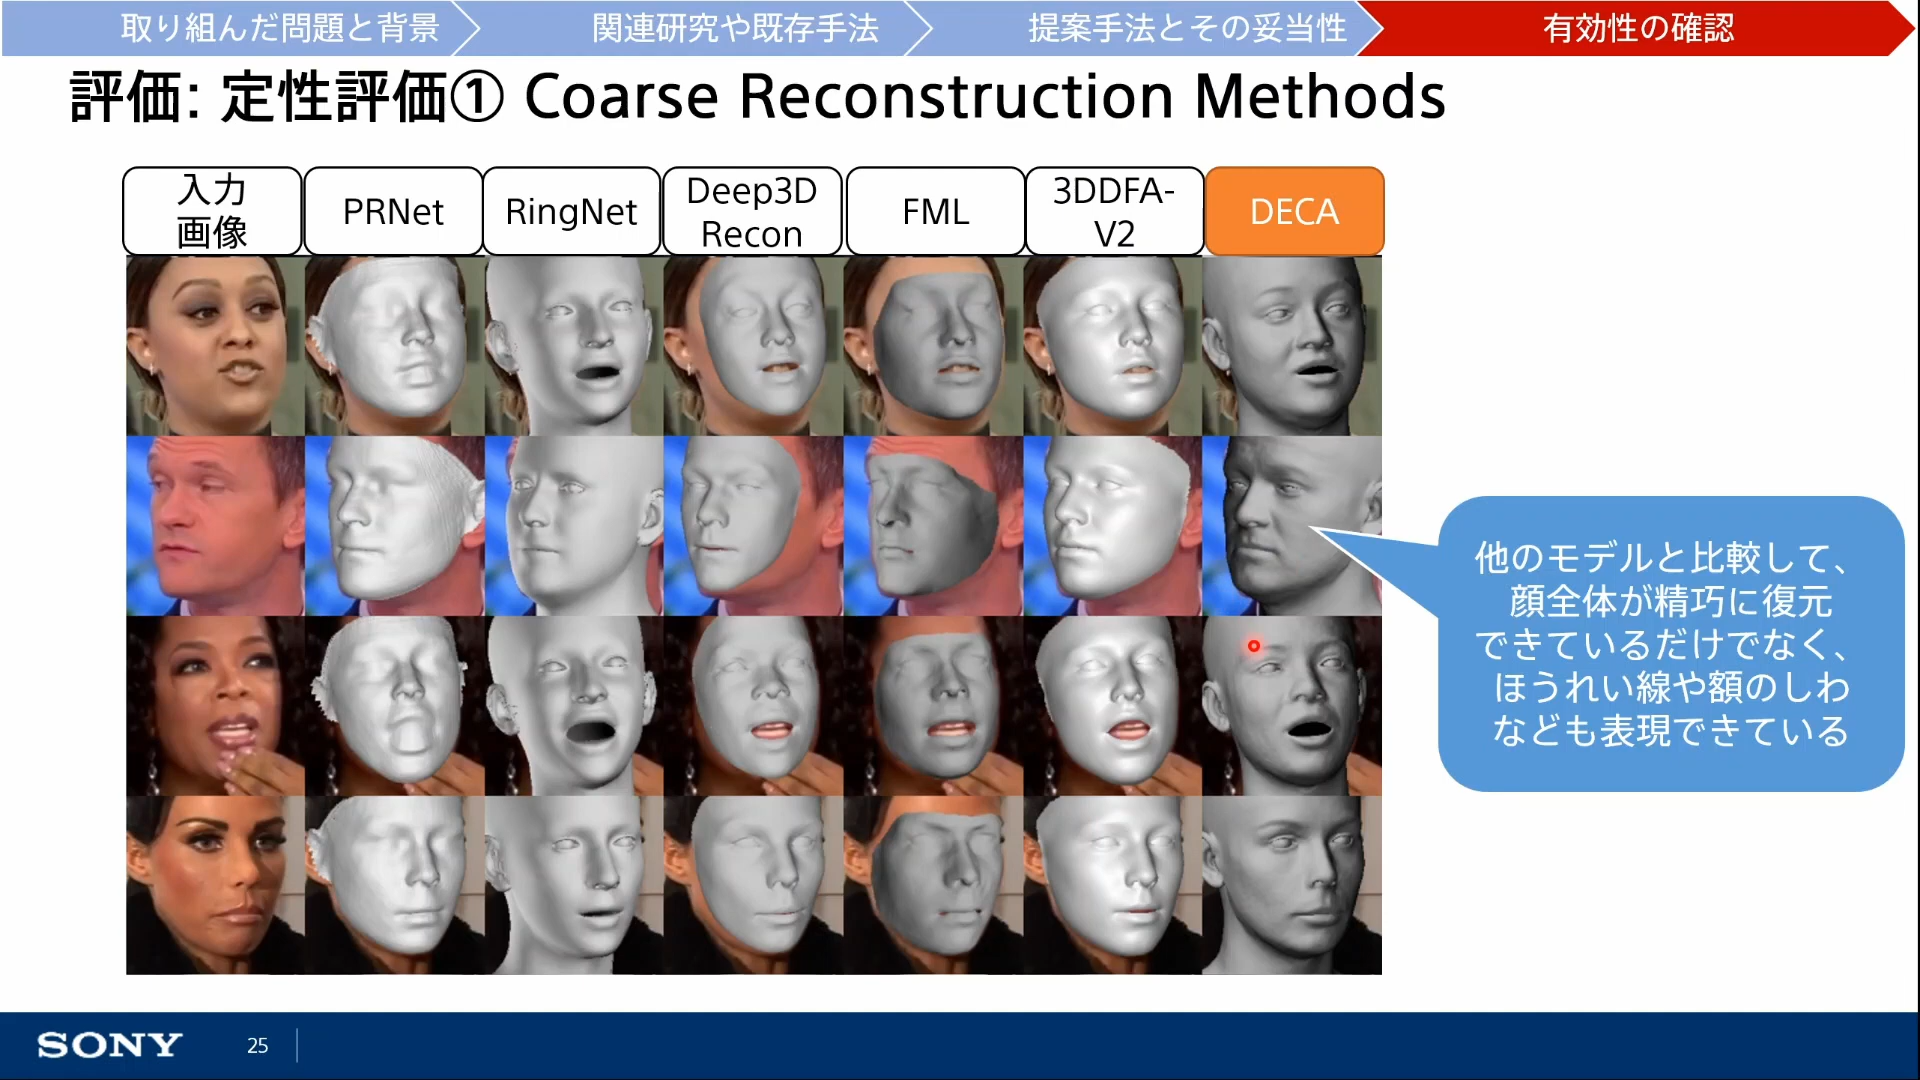 取り組んだ問題と背景
関連研究や既存手法
提案手法とその妥当性
有効性の確認
評価: 定性評価① Coarse Reconstruction Methods
入力
画像
PRNet
RingNet
Deep3D
Recon
FML
3DDFA-
V2
DECA
他のモデルと比較して、
顔全体が精巧に復元
できているだけでなく、
ほうれい線や額のしわ
なども表現できている
SONY
25